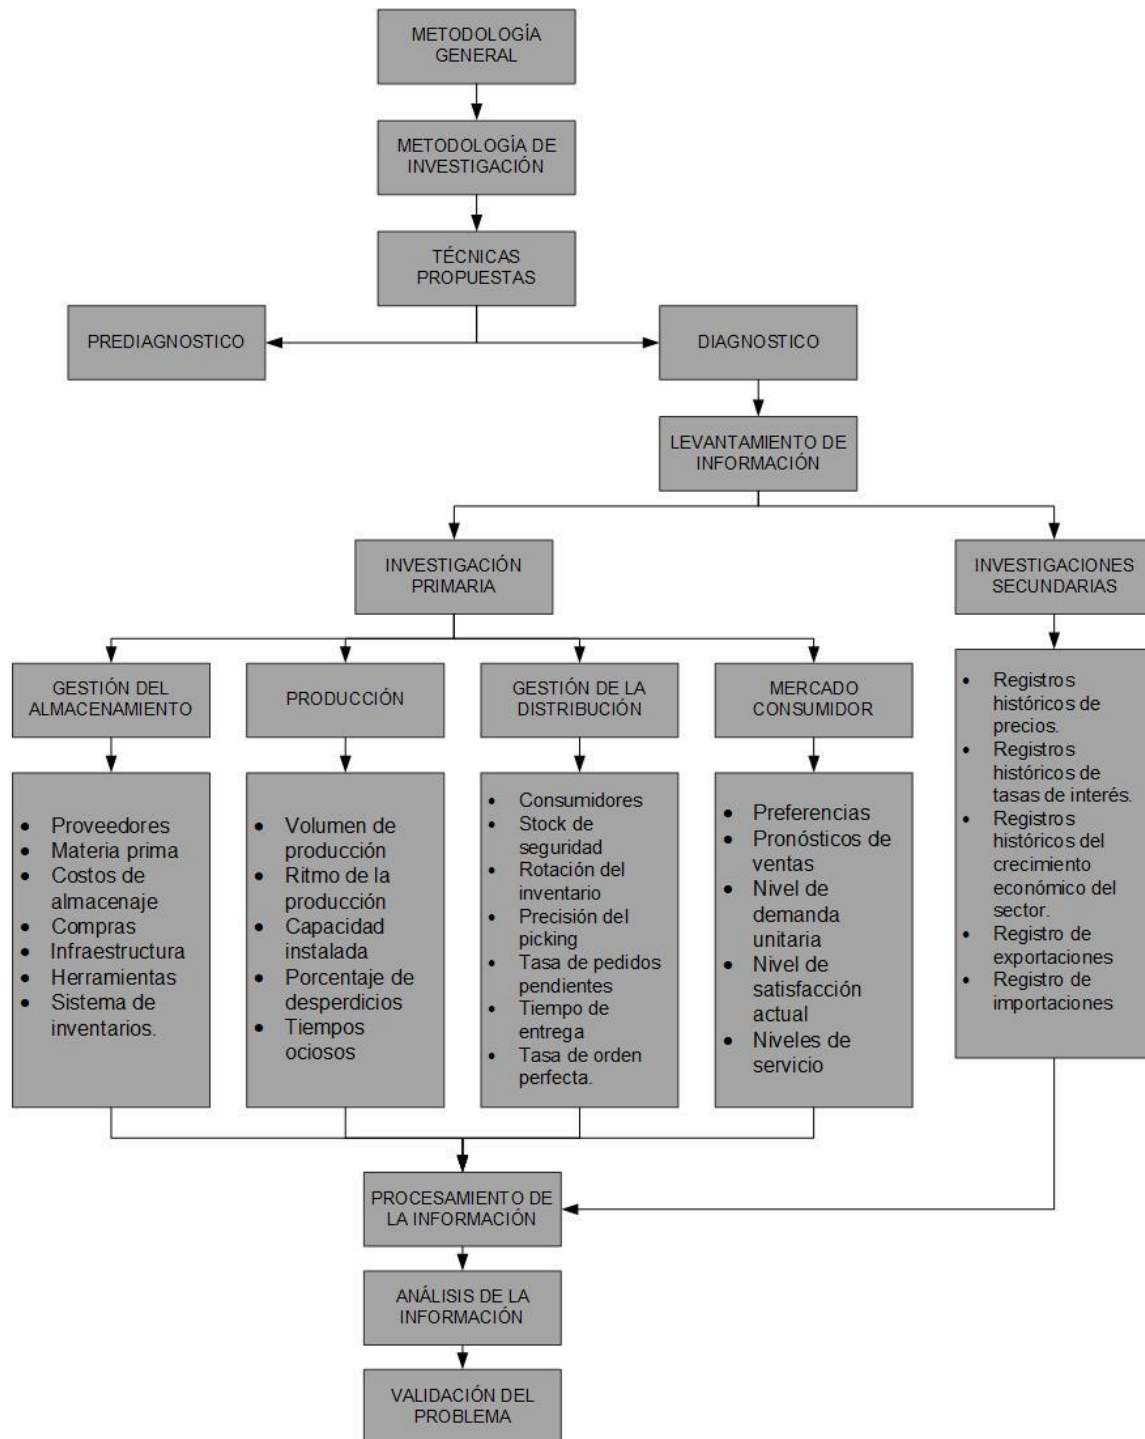 METODOLOGÍA
GENERAL
METODOLOGÍA DE
INVESTIGACIÓN
TÉCNICAS
PROPUESTAS
PREDIAGNOSTICO
DIAGNOSTICO
LEVANTAMIENTO DE
INFORMACIÓN
INVESTIGACIÓN
PRIMARIA
INVESTIGACIONES
SECUNDARIAS
GESTIÓN DEL
ALMACENAMIENTO
PRODUCCIÓN
GESTIÓN DE LA
DISTRIBUCIÓN
MERCADO
CONSUMIDOR
• Proveedores
• Materia prima
• Costos de
almacenaje
• Compras
• Infraestructura
• Herramientas
• Sistema de
inventarios.
• Volumen de
producción
• Ritmo de la
producción
• Capacidad
instalada
• Porcentaje de
desperdicios
• Tiempos
ociosos
• Consumidores
• Stock de
seguridad
• Rotación del
inventario
• Precisión del
picking
• Tasa de pedidos
pendientes
• Tiempo de
entrega
• Tasa de orden
perfecta.
• Preferencias
• Pronósticos de
ventas
• Nivel de
demanda
unitaria
• Nivel de
satisfacción
actual
• Niveles de
servicio
• Registros
históricos de
precios.
• Registros
históricos de
tasas de interés.
• Registros
históricos del
crecimiento
económico del
sector.
• Registro de
exportaciones
• Registro de
importaciones
PROCESAMIENTO DE
LA INFORMACIÓN
ANÁLISIS DE LA
INFORMACIÓN
VALIDACIÓN DEL
PROBLEMA